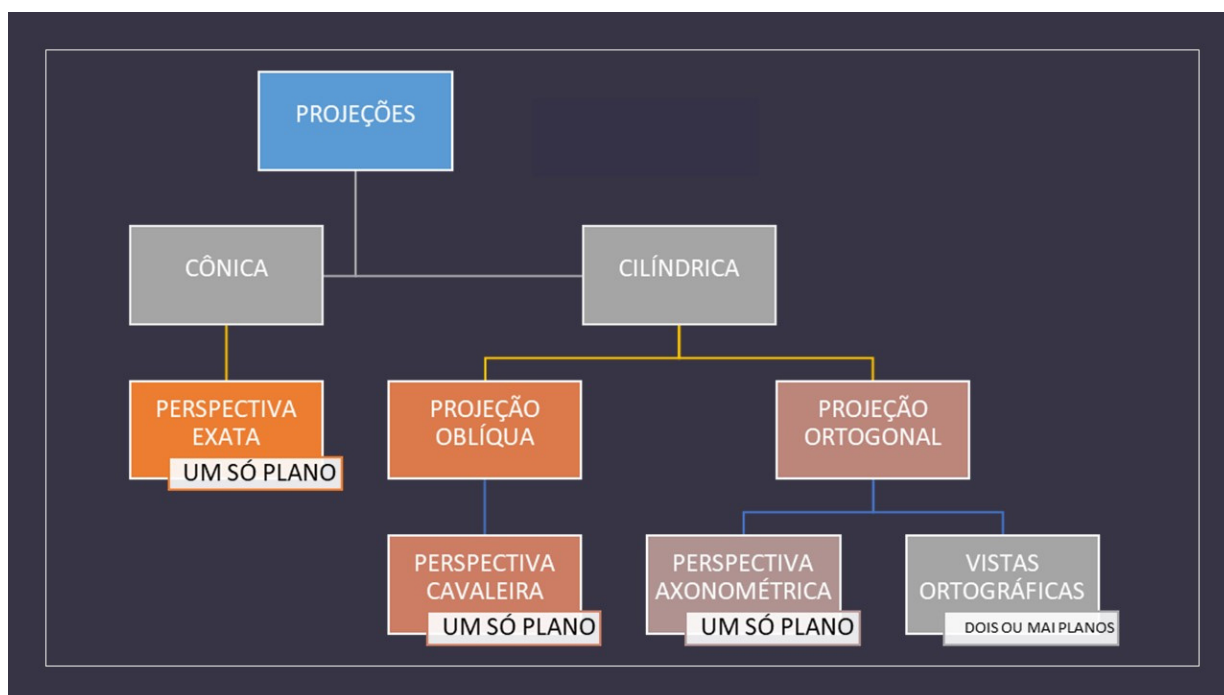 PROJEÇÕES
CÔNICA
CILÍNDRICA
PERSPECTIVA
EXATA
UM SÓ PLANO
PROJEÇÃO
OBLÍQUA
PROJEÇÃO
ORTOGONAL
PERSPECTIVA
CAVALEIRA
UM SÓ PLANO
PERSPECTIVA
AXONOMÉTRICA
UM SÓ PLANO
VISTAS
ORTOGRÁFICAS
DOIS OU MAI PLANOS